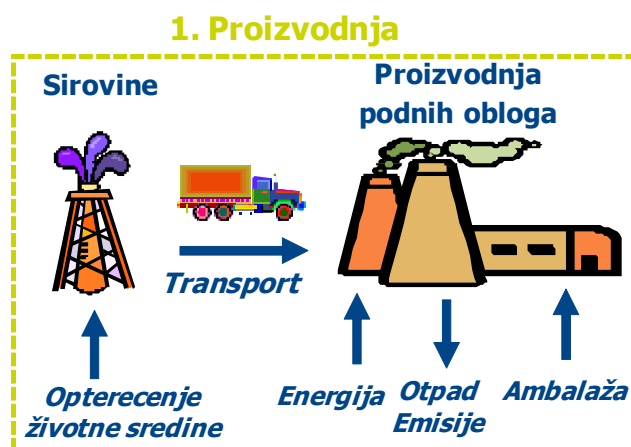 1. Proizvodnja
Sirovine
Proizvodnja
podnih obloga
Transport
Opterecenje
životne sredine
Energija
Otpad
Emisije
Ambalaža